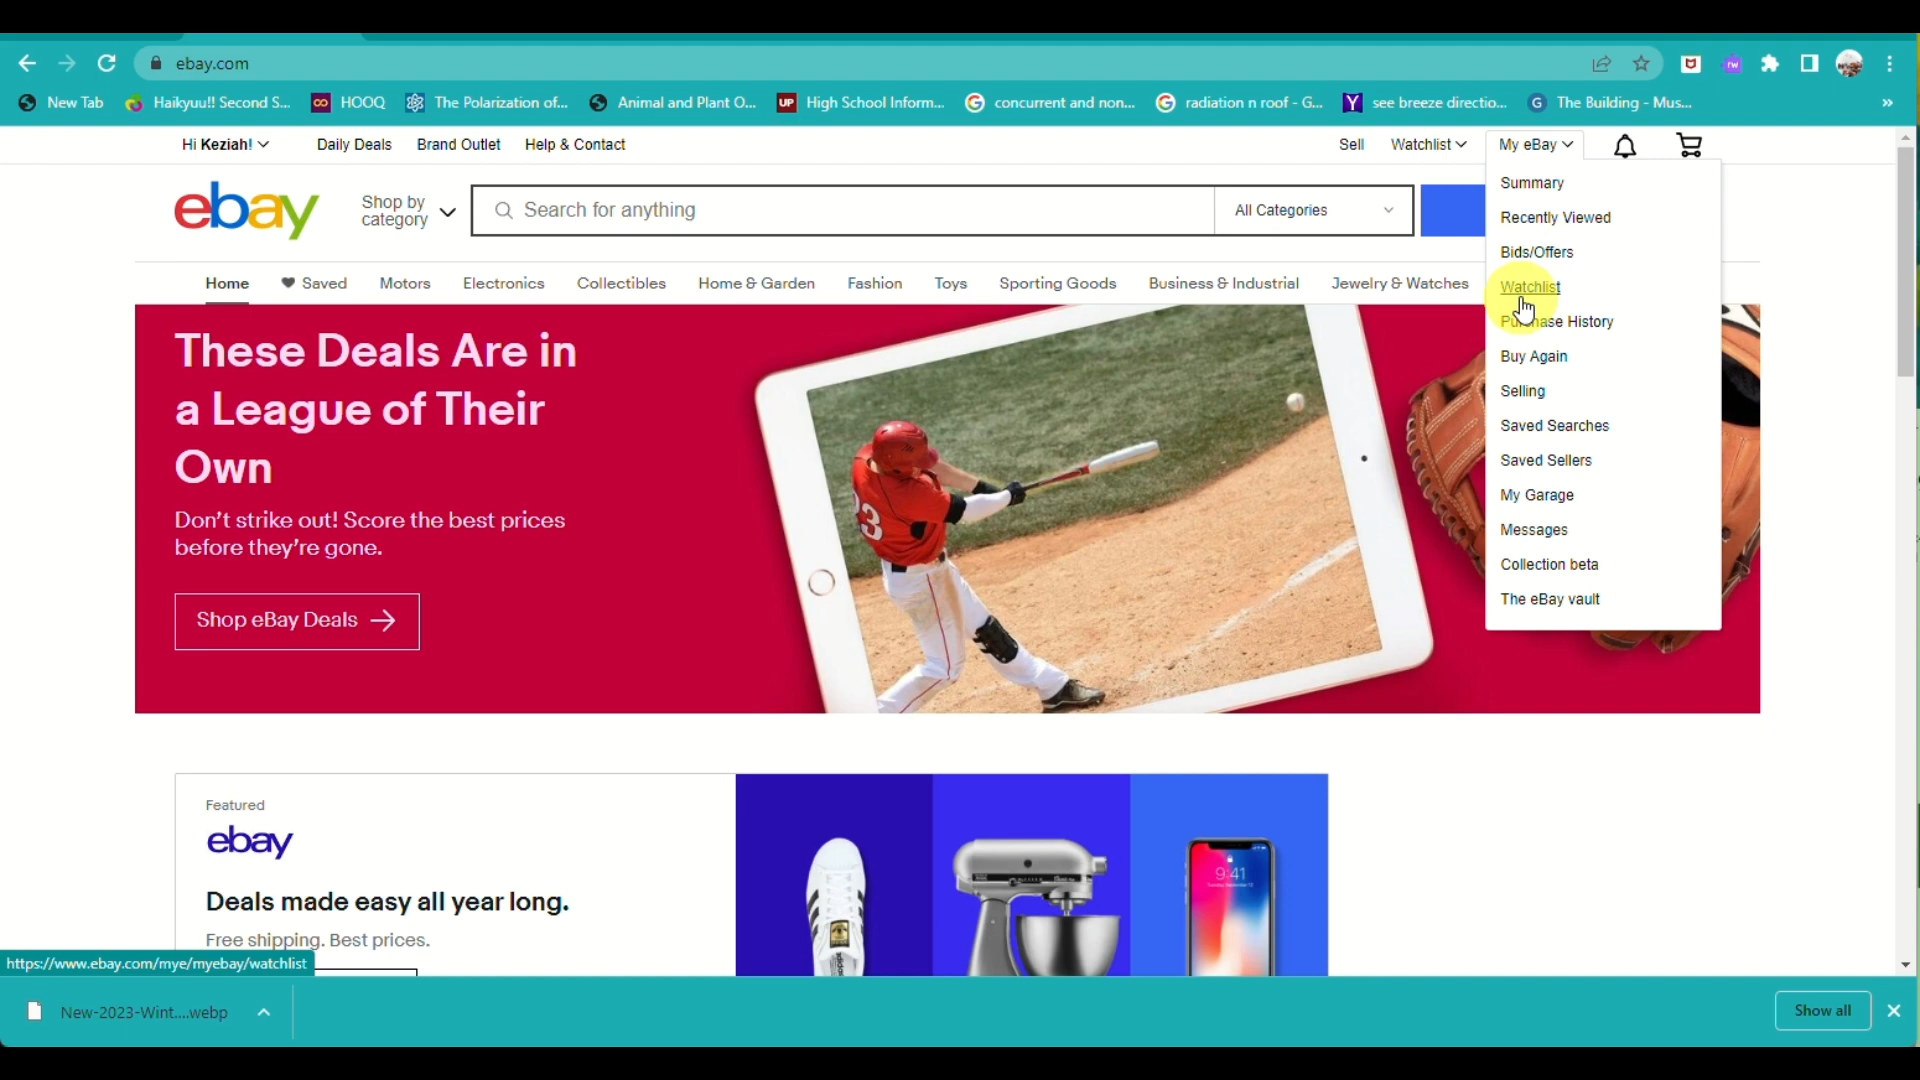 ebay.com
New Tab
Haikyuu!! Second S...
HOOQ
The Polarization of...
Animal and Plant O...
UP
High School Inform...
concurrent and non...
radiation n roof - G...
see breeze directio...
The Building - Mus...
»
Hi Keziah!
Daily Deals
Brand Outlet
Help & Contact
Sell
Watchlist
My eBay
ebay
Shop by
category
Search for anything
All Categories
Summary
Recently Viewed
Bids/Offers
Watchlist
Purchase History
Buy Again
Selling
Saved Searches
Saved Sellers
My Garage
Messages
Collection beta
The eBay vault
Home
Saved
Motors
Electronics
Collectibles
Home & Garden
Fashion
Toys
Sporting Goods
Business & Industrial
Jewelry & Watches
These Deals Are in
a League of Their
Own
Don't strike out! Score the best prices
before they're gone.
Shop eBay Deals
Featured
ebay
Deals made easy all year long.
Free shipping. Best prices.
9:41
https://www.ebay.com/mye/myebay/watchlist
New-2023-Wint....webp
Show all